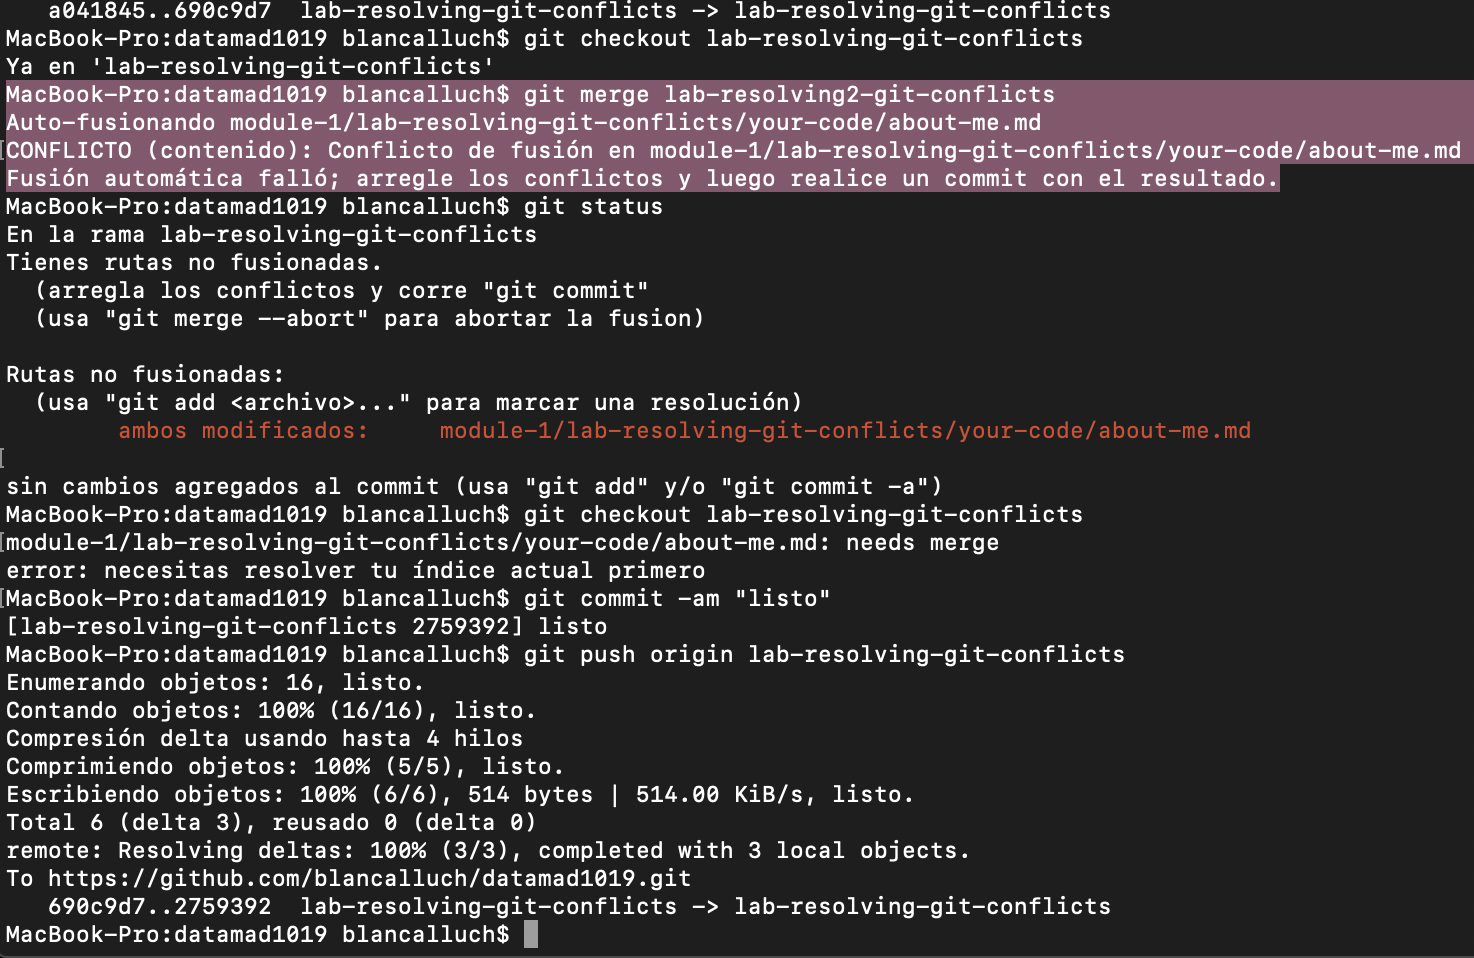 a041845..690c9d7  lab-resolving-git-conflicts -> lab-resolving-git-conflicts
MacBook-Pro:datamad1019 blancalluch$ git checkout lab-resolving-git-conflicts
Ya en 'lab-resolving-git-conflicts'
MacBook-Pro:datamad1019 blancalluch$ git merge lab-resolving2-git-conflicts
Auto-fusionando module-1/lab-resolving-git-conflicts/your-code/about-me.md
CONFLICTO (contenido): Conflicto de fusión en module-1/lab-resolving-git-conflicts/your-code/about-me.md
Fusión automática falló; arregle los conflictos y luego realice un commit con el resultado.
MacBook-Pro:datamad1019 blancalluch$ git status
En la rama lab-resolving-git-conflicts
Tienes rutas no fusionadas.
  (arregla los conflictos y corre "git commit"
  (usa "git merge --abort" para abortar la fusion)
Rutas no fusionadas:
  (usa "git add <archivo>..." para marcar una resolución)
        ambos modificados:     module-1/lab-resolving-git-conflicts/your-code/about-me.md
sin cambios agregados al commit (usa "git add" y/o "git commit -a")
MacBook-Pro:datamad1019 blancalluch$ git checkout lab-resolving-git-conflicts
module-1/lab-resolving-git-conflicts/your-code/about-me.md: needs merge
error: necesitas resolver tu índice actual primero
MacBook-Pro:datamad1019 blancalluch$ git commit -am "listo"
[lab-resolving-git-conflicts 2759392] listo
MacBook-Pro:datamad1019 blancalluch$ git push origin lab-resolving-git-conflicts
Enumerando objetos: 16, listo.
Contando objetos: 100% (16/16), listo.
Compresión delta usando hasta 4 hilos
Comprimiendo objetos: 100% (5/5), listo.
Escribiendo objetos: 100% (6/6), 514 bytes | 514.00 KiB/s, listo.
Total 6 (delta 3), reusado 0 (delta 0)
remote: Resolving deltas: 100% (3/3), completed with 3 local objects.
To https://github.com/blancalluch/datamad1019.git
   690c9d7..2759392  lab-resolving-git-conflicts -> lab-resolving-git-conflicts
MacBook-Pro:datamad1019 blancalluch$